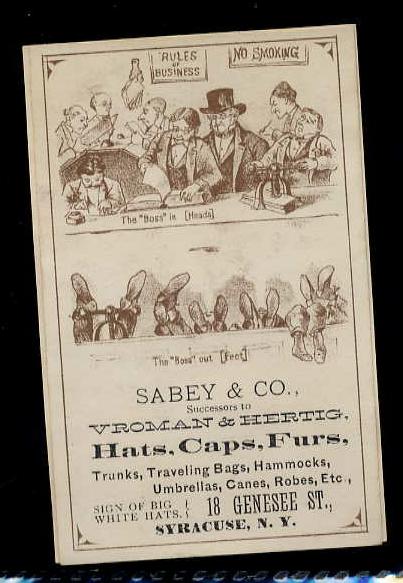 RULES OF BUSINESS
NO SMOKING
The "Boss" in [Heads]
The "Boss" out [Feet]
SABEY & CO.,
Successors to
VROMAN & HERTIG,
Hats, Caps, Furs,
Trunks, Traveling Bags, Hammocks,
Umbrellas, Canes, Robes, Etc.,
SIGN OF BIG WHITE HATS. } 18 GENESEE ST.,
SYRACUSE, N. Y.